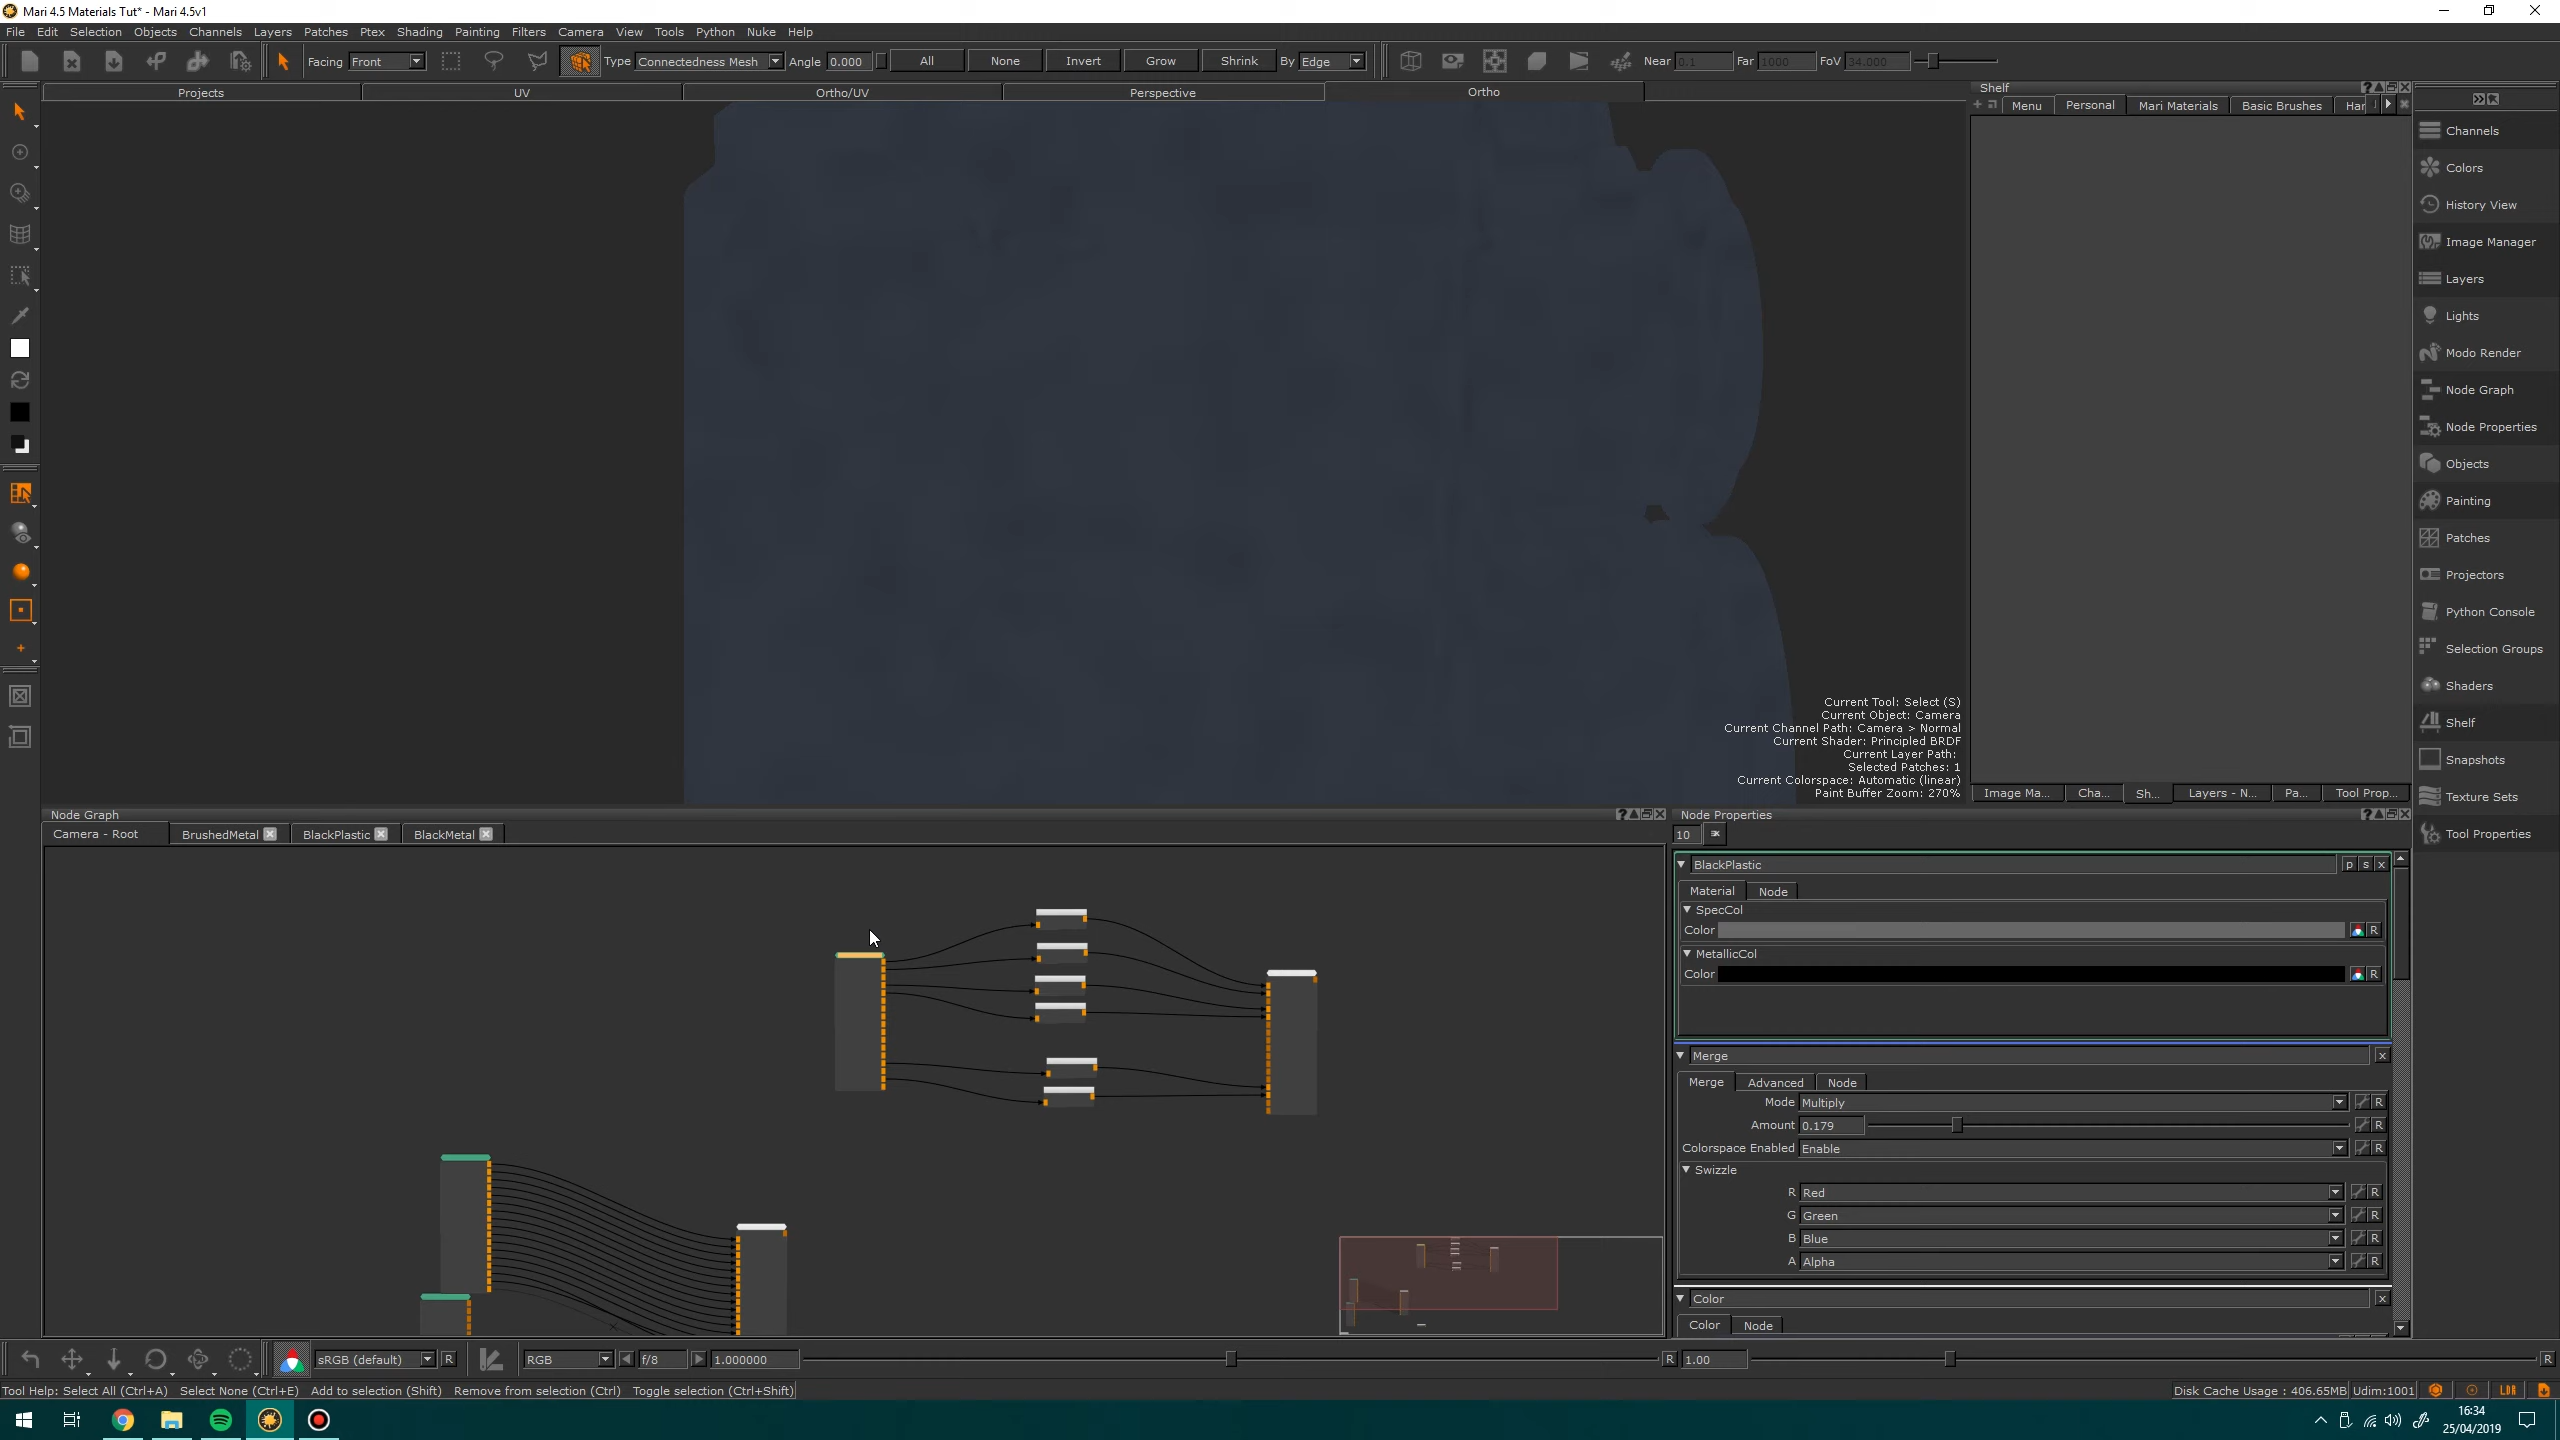 Mari 4.5 Materials Tut* - Mari 4.5v1
File Edit Selection Objects Channels Layers Patches Ptex Shading Painting Filters Camera View Tools Python Nuke Help
Facing Front Type Connectedness Mesh Angle 0.000 All None Invert Grow Shrink By Edge Near 0.1 Far 1000 FoV 34.000
Projects UV Ortho/UV Perspective Ortho
Shelf
Menu Personal Mari Materials Basic Brushes Har
Channels
Colors
History View
Image Manager
Layers
Lights
Modo Render
Node Graph
Node Properties
Objects
Painting
Patches
Projectors
Python Console
Selection Groups
Shaders
Shelf
Snapshots
Texture Sets
Tool Properties
Current Tool: Select (S)
Current Object: Camera
Current Channel Path: Camera > Normal
Current Shader: Principled BRDF
Current Layer Path:
Selected Patches: 1
Current Colorspace: Automatic (linear)
Paint Buffer Zoom: 270%
Image Ma... Cha... Sh... Layers - N... Pa... Tool Prop...
Node Graph
Camera - Root BrushedMetal BlackPlastic BlackMetal
Node Properties
10
BlackPlastic p s x
Material Node
SpecCol
Color R
MetallicCol
Color R
Merge x
Merge Advanced Node
Mode Multiply R
Amount 0.179 R
Colorspace Enabled Enable R
Swizzle
R Red R
G Green R
B Blue R
A Alpha R
Color x
Color Node
sRGB (default) R RGB f/8 1.000000 R 1.00 R
Tool Help: Select All (Ctrl+A) Select None (Ctrl+E) Add to selection (Shift) Remove from selection (Ctrl) Toggle selection (Ctrl+Shift)
Disk Cache Usage : 406.65MB Udim:1001 LDR
16:34
25/04/2019